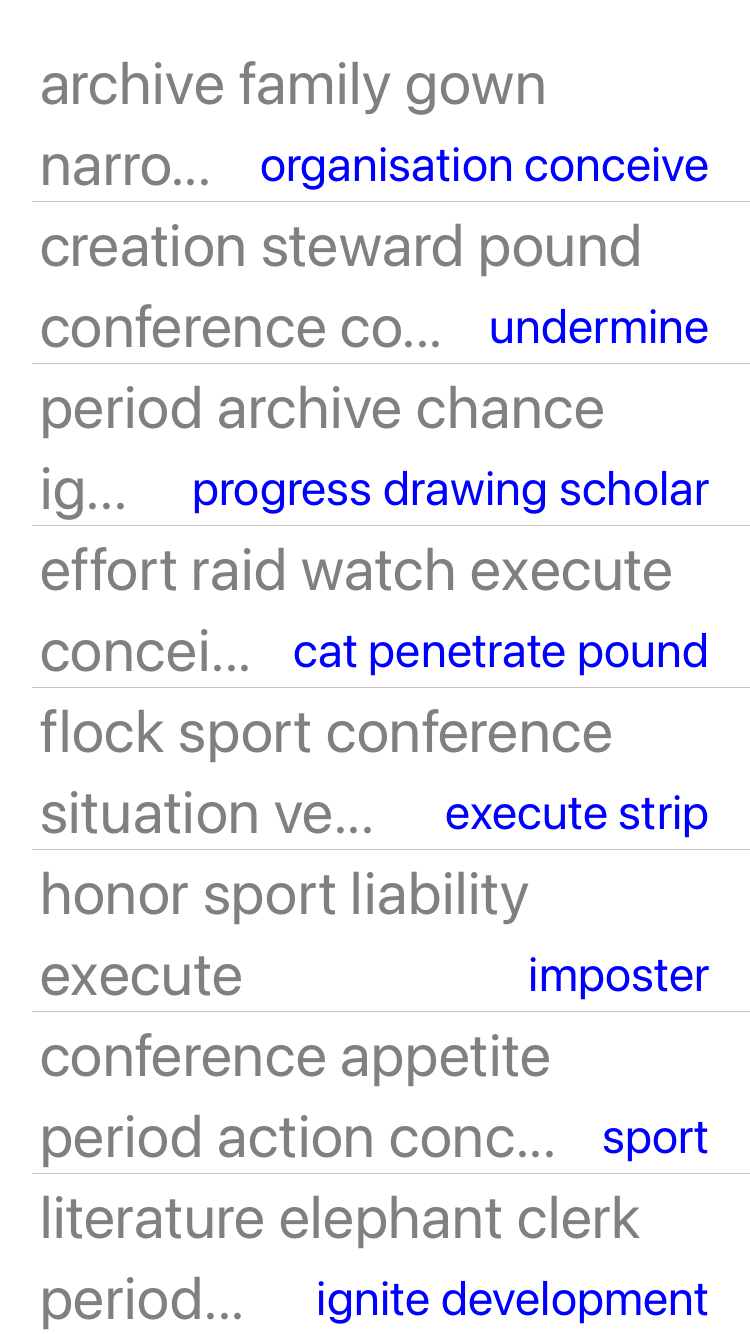 archive family gown
narro... organisation conceive
creation steward pound
conference co... undermine
period archive chance
ig... progress drawing scholar
effort raid watch execute
concei... cat penetrate pound
flock sport conference
situation ve... execute strip
honor sport liability
execute imposter
conference appetite
period action conc... sport
literature elephant clerk
period... ignite development